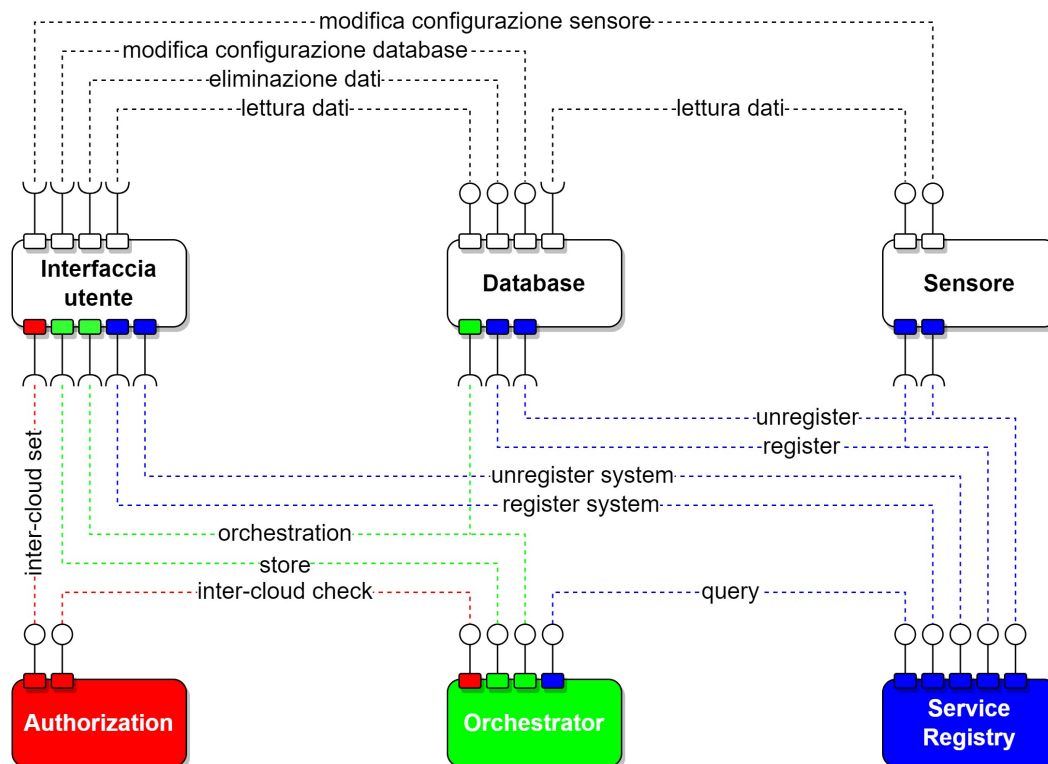 modifica configurazione sensore
modifica configurazione database
eliminazione dati
lettura dati
lettura dati
Interfaccia
utente
Database
Sensore
unregister
register
inter-cloud set
unregister system
register system
orchestration
store
inter-cloud check
query
Authorization
Orchestrator
Service
Registry